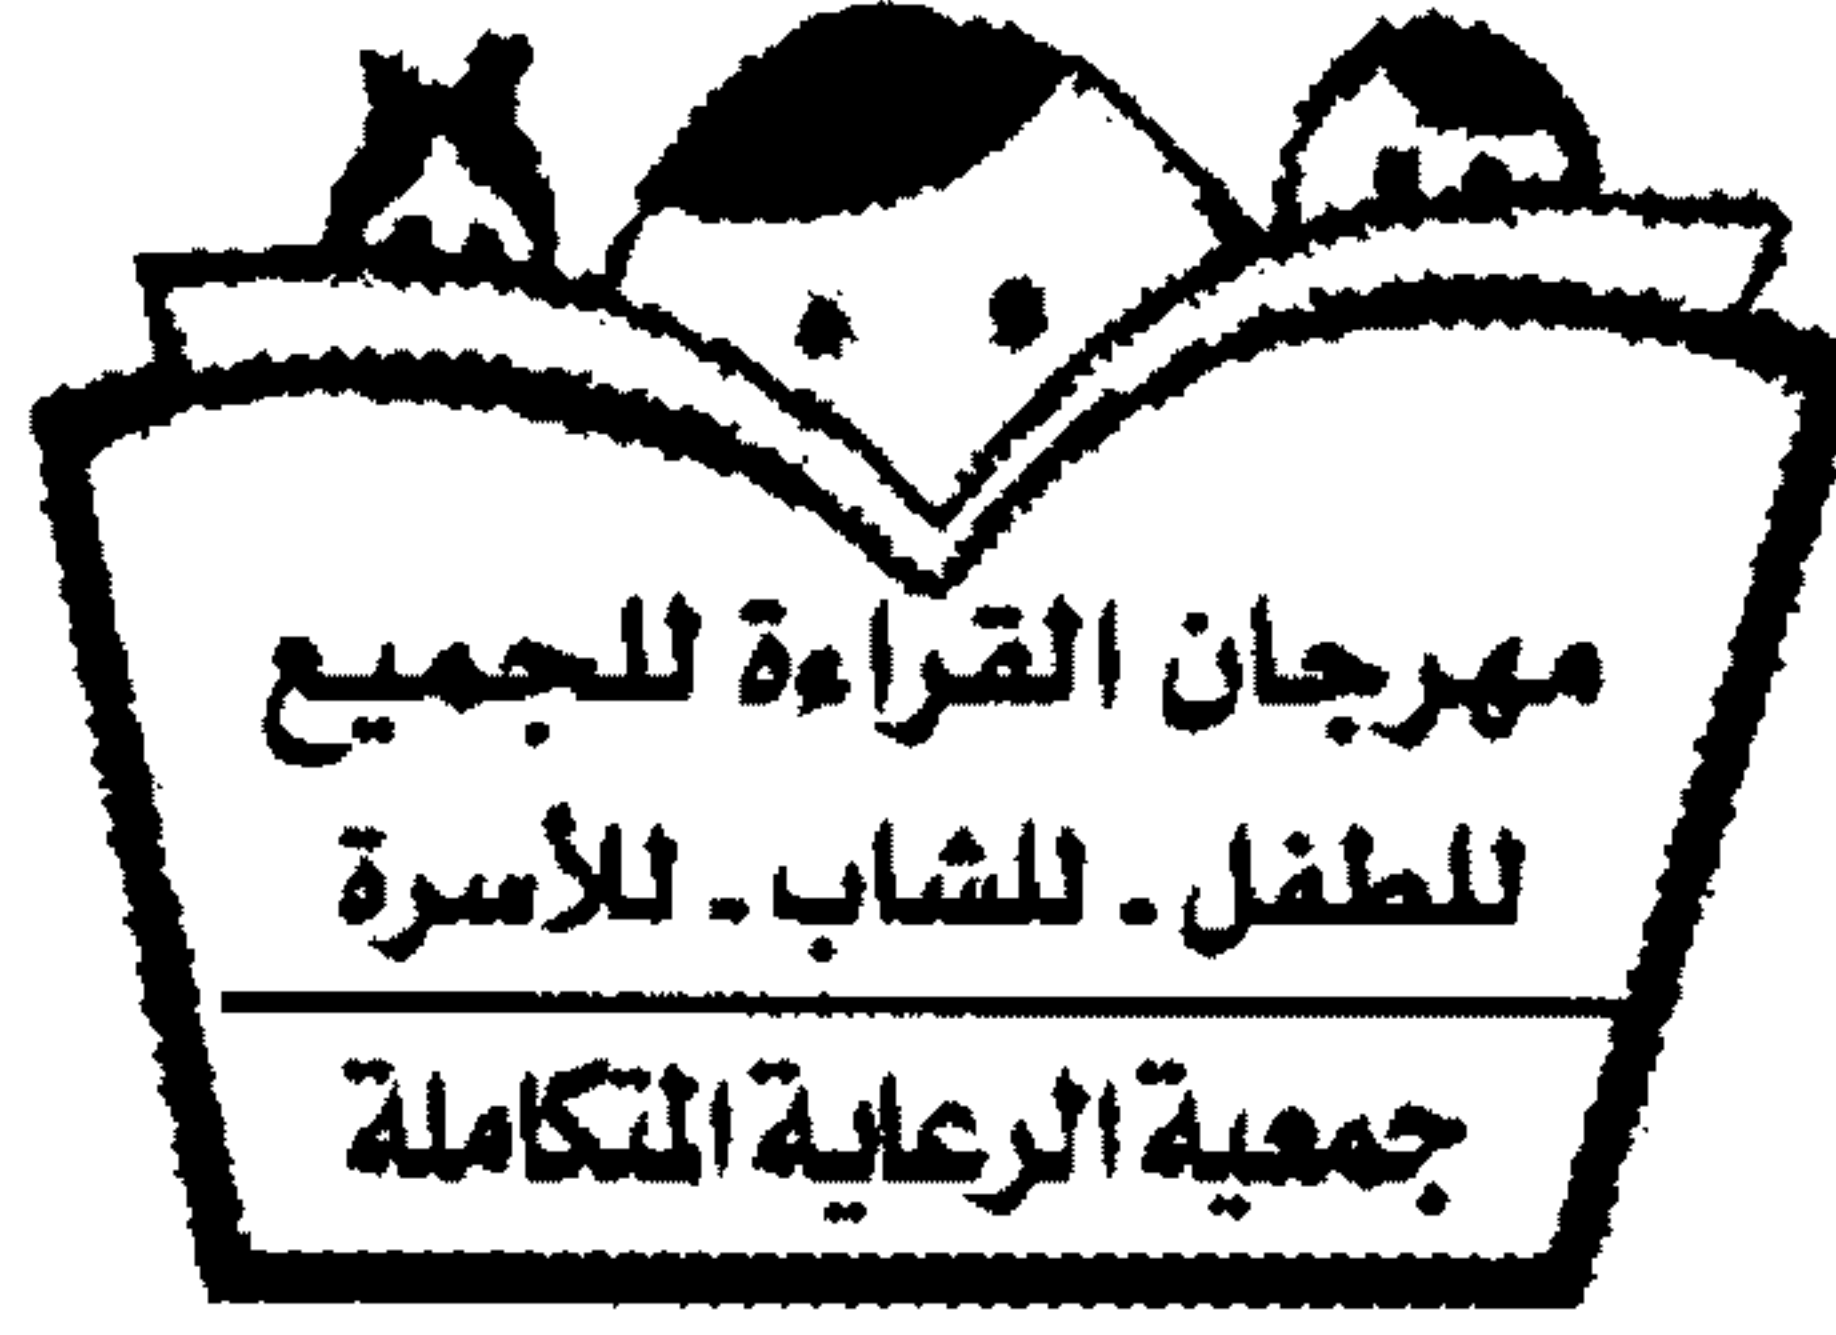 مهرجان القراءة للجميع
للطفل - للشاب - للأسرة
جمعية الرعاية المتكاملة